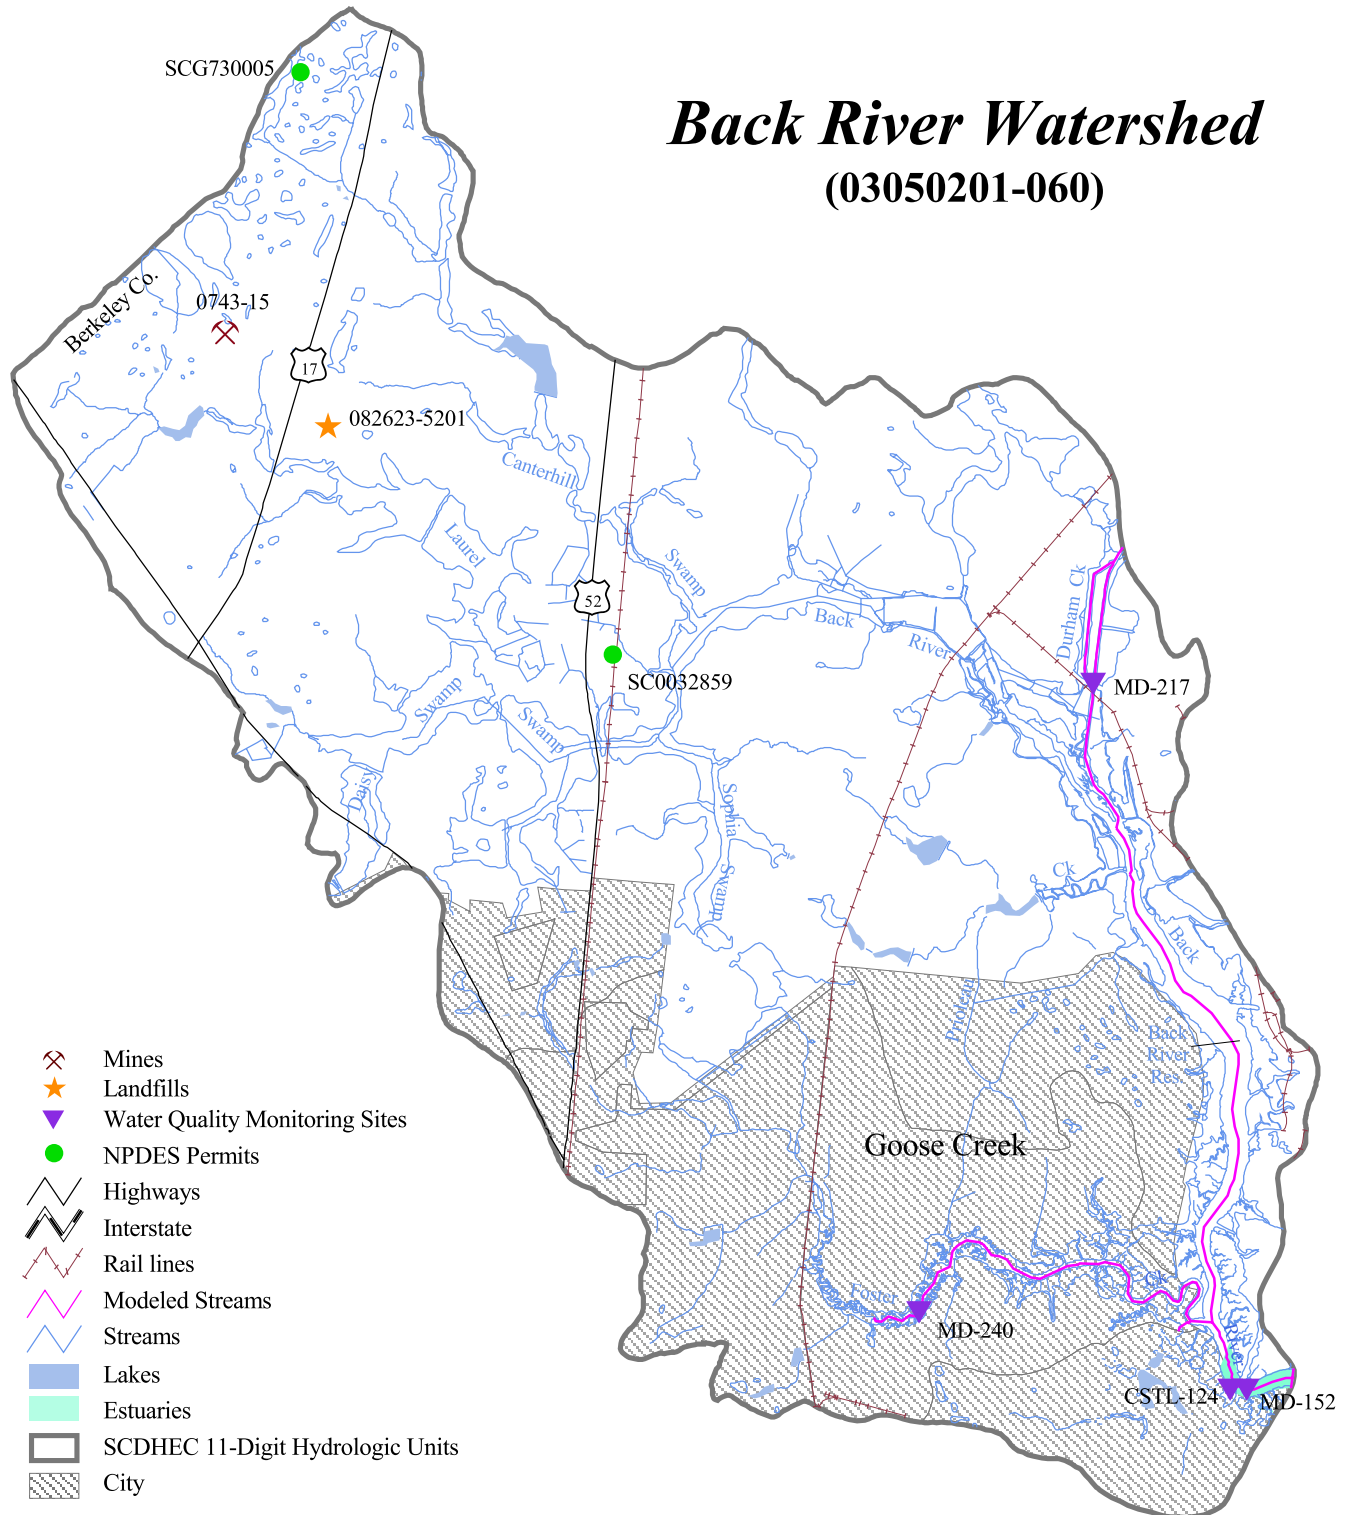 Back River Watershed
(03050201-060)
SCG730005
Berkeley Co.
0743-15
17
082623-5201
Canterhill
Laurel
Swamp
52
Back
River
Durham Ck
SC0032859
MD-217
Swamp
Swamp
Daisy
Sophia
Swamp
Ck
Back
Prioleau
Back
River
Res.
Goose Creek
Foster
Ck
MD-240
River
CSTL-124
MD-152
Mines
Landfills
Water Quality Monitoring Sites
NPDES Permits
Highways
Interstate
Rail lines
Modeled Streams
Streams
Lakes
Estuaries
SCDHEC 11-Digit Hydrologic Units
City